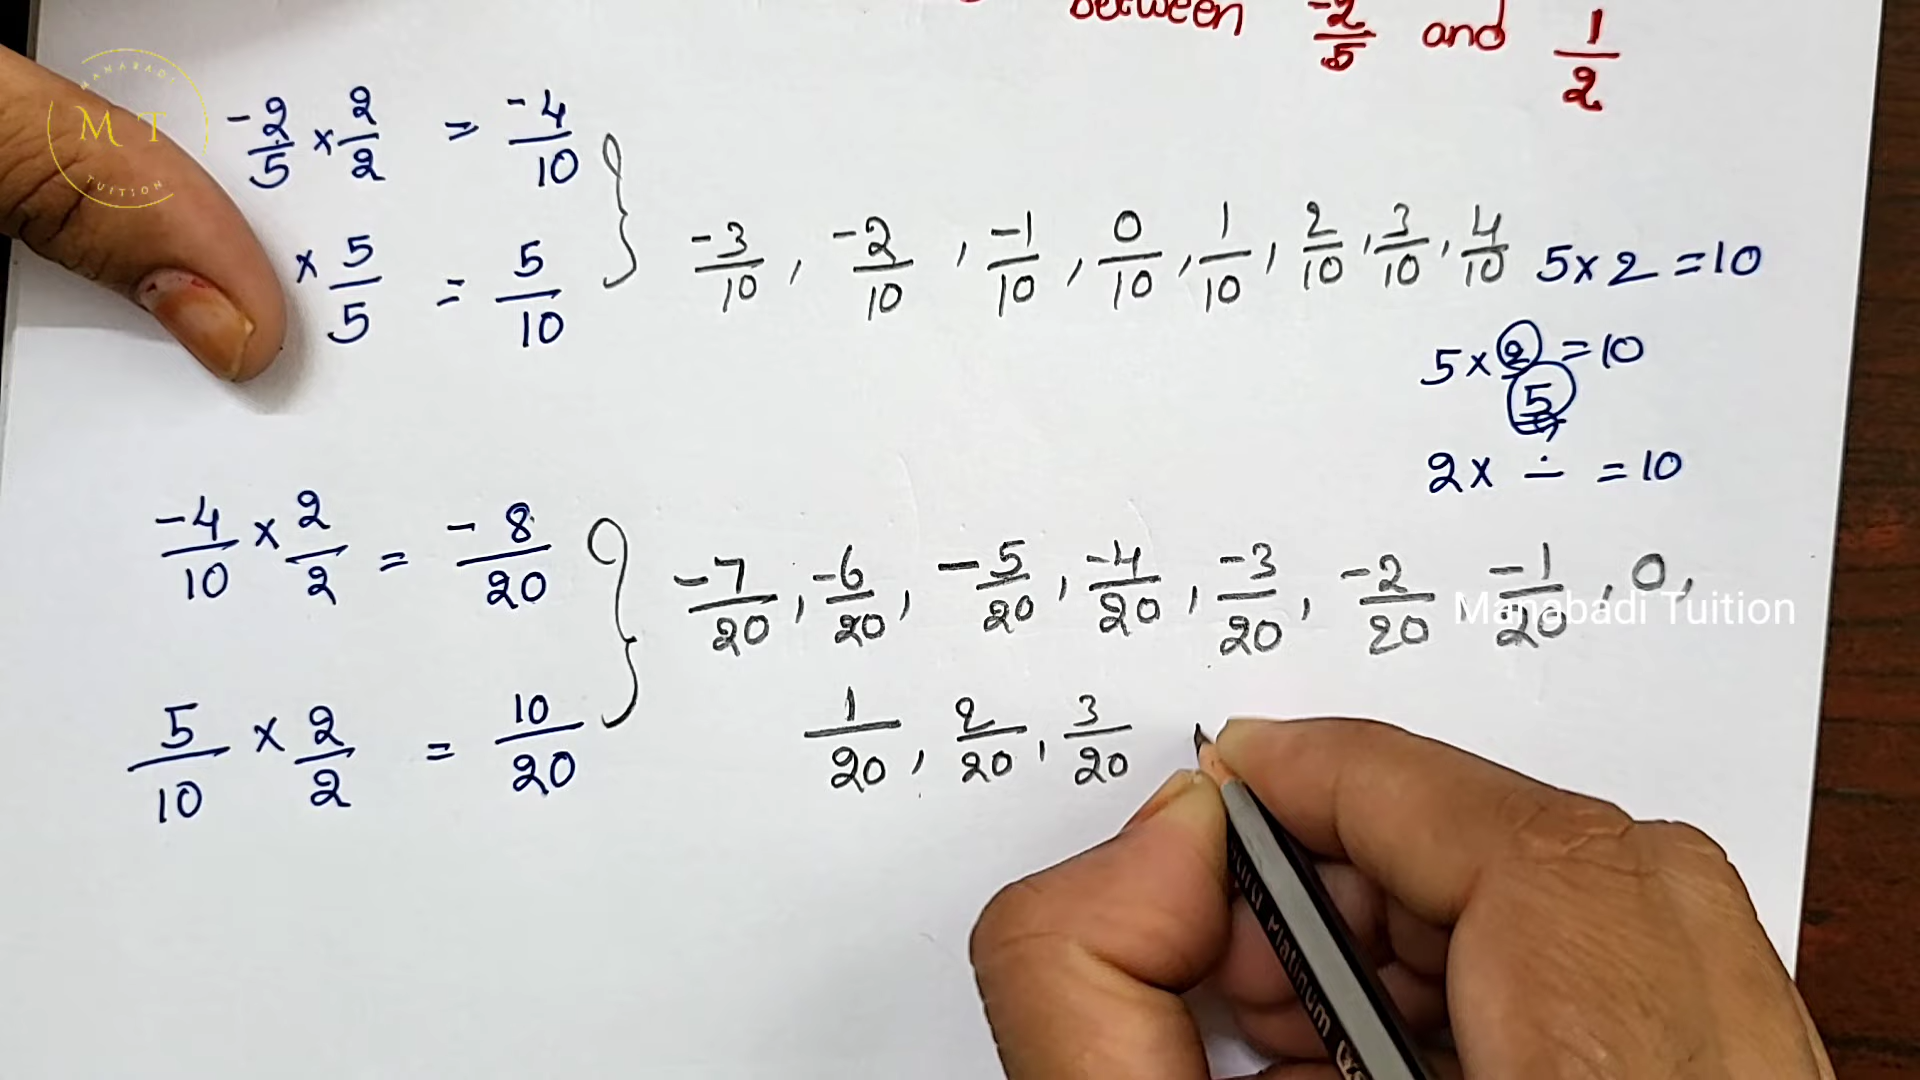 between -2/5 and 1/2
MANABADI
M T
TUITION
-2/5 × 2/2 = -4/10
× 5/5 = 5/10
-3/10, -2/10, -1/10, 0/10, 1/10, 2/10, 3/10, 4/10
5×2=10
5×2=10
5
2× ÷ =10
-4/10 × 2/2 = -8/20
5/10 × 2/2 = 10/20
-7/20, -6/20, -5/20, -4/20, -3/20, -2/20, -1/20, 0,
1/20, 2/20, 3/20
Manabadi Tuition
Platinum